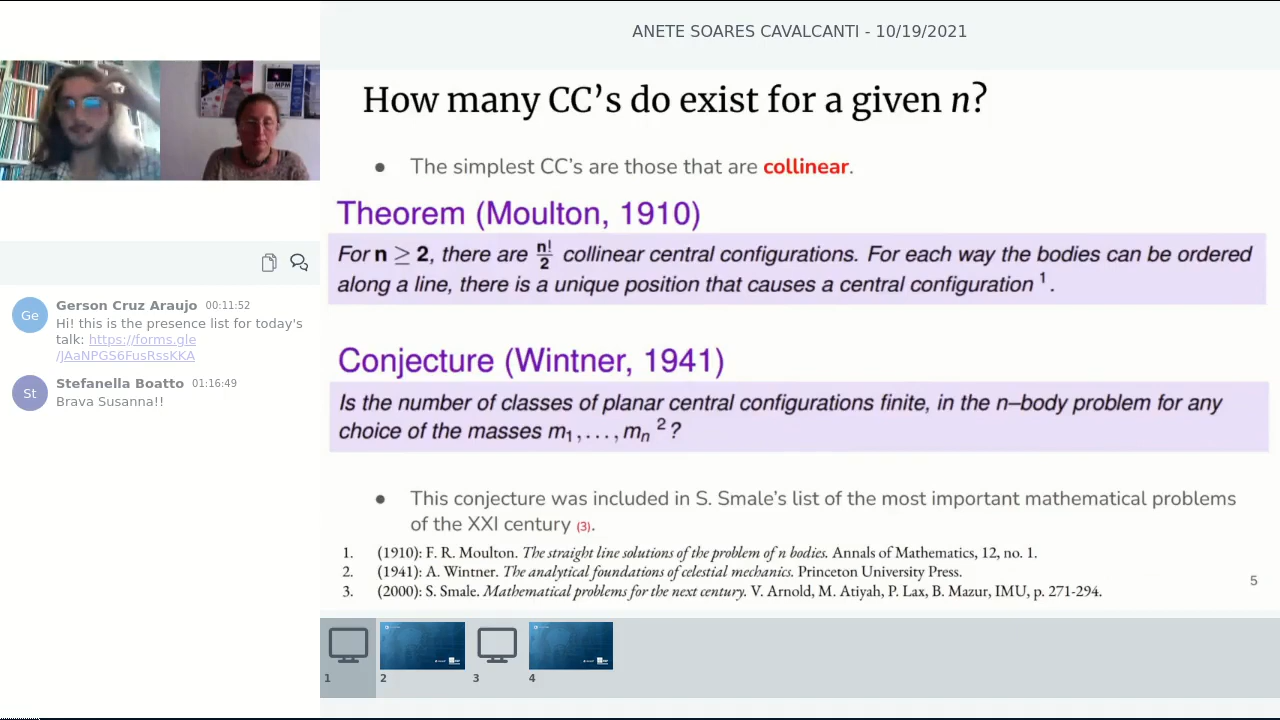 ANETE SOARES CAVALCANTI - 10/19/2021
How many CC's do exist for a given n?
● The simplest CC's are those that are collinear.
Theorem (Moulton, 1910)
For n ≥ 2, there are n!/2 collinear central configurations. For each way the bodies can be ordered
along a line, there is a unique position that causes a central configuration ¹.
Conjecture (Wintner, 1941)
Is the number of classes of planar central configurations finite, in the n–body problem for any
choice of the masses m₁, . . . , mₙ ²?
● This conjecture was included in S. Smale's list of the most important mathematical problems
of the XXI century (3).
1. (1910): F. R. Moulton. The straight line solutions of the problem of n bodies. Annals of Mathematics, 12, no. 1.
2. (1941): A. Wintner. The analytical foundations of celestial mechanics. Princeton University Press.
3. (2000): S. Smale. Mathematical problems for the next century. V. Arnold, M. Atiyah, P. Lax, B. Mazur, IMU, p. 271-294.
5
Ge
Gerson Cruz Araujo 00:11:52
Hi! this is the presence list for today's
talk: https://forms.gle
/JAaNPGS6FusRssKKA
St
Stefanella Boatto 01:16:49
Brava Susanna!!
1
2
3
4